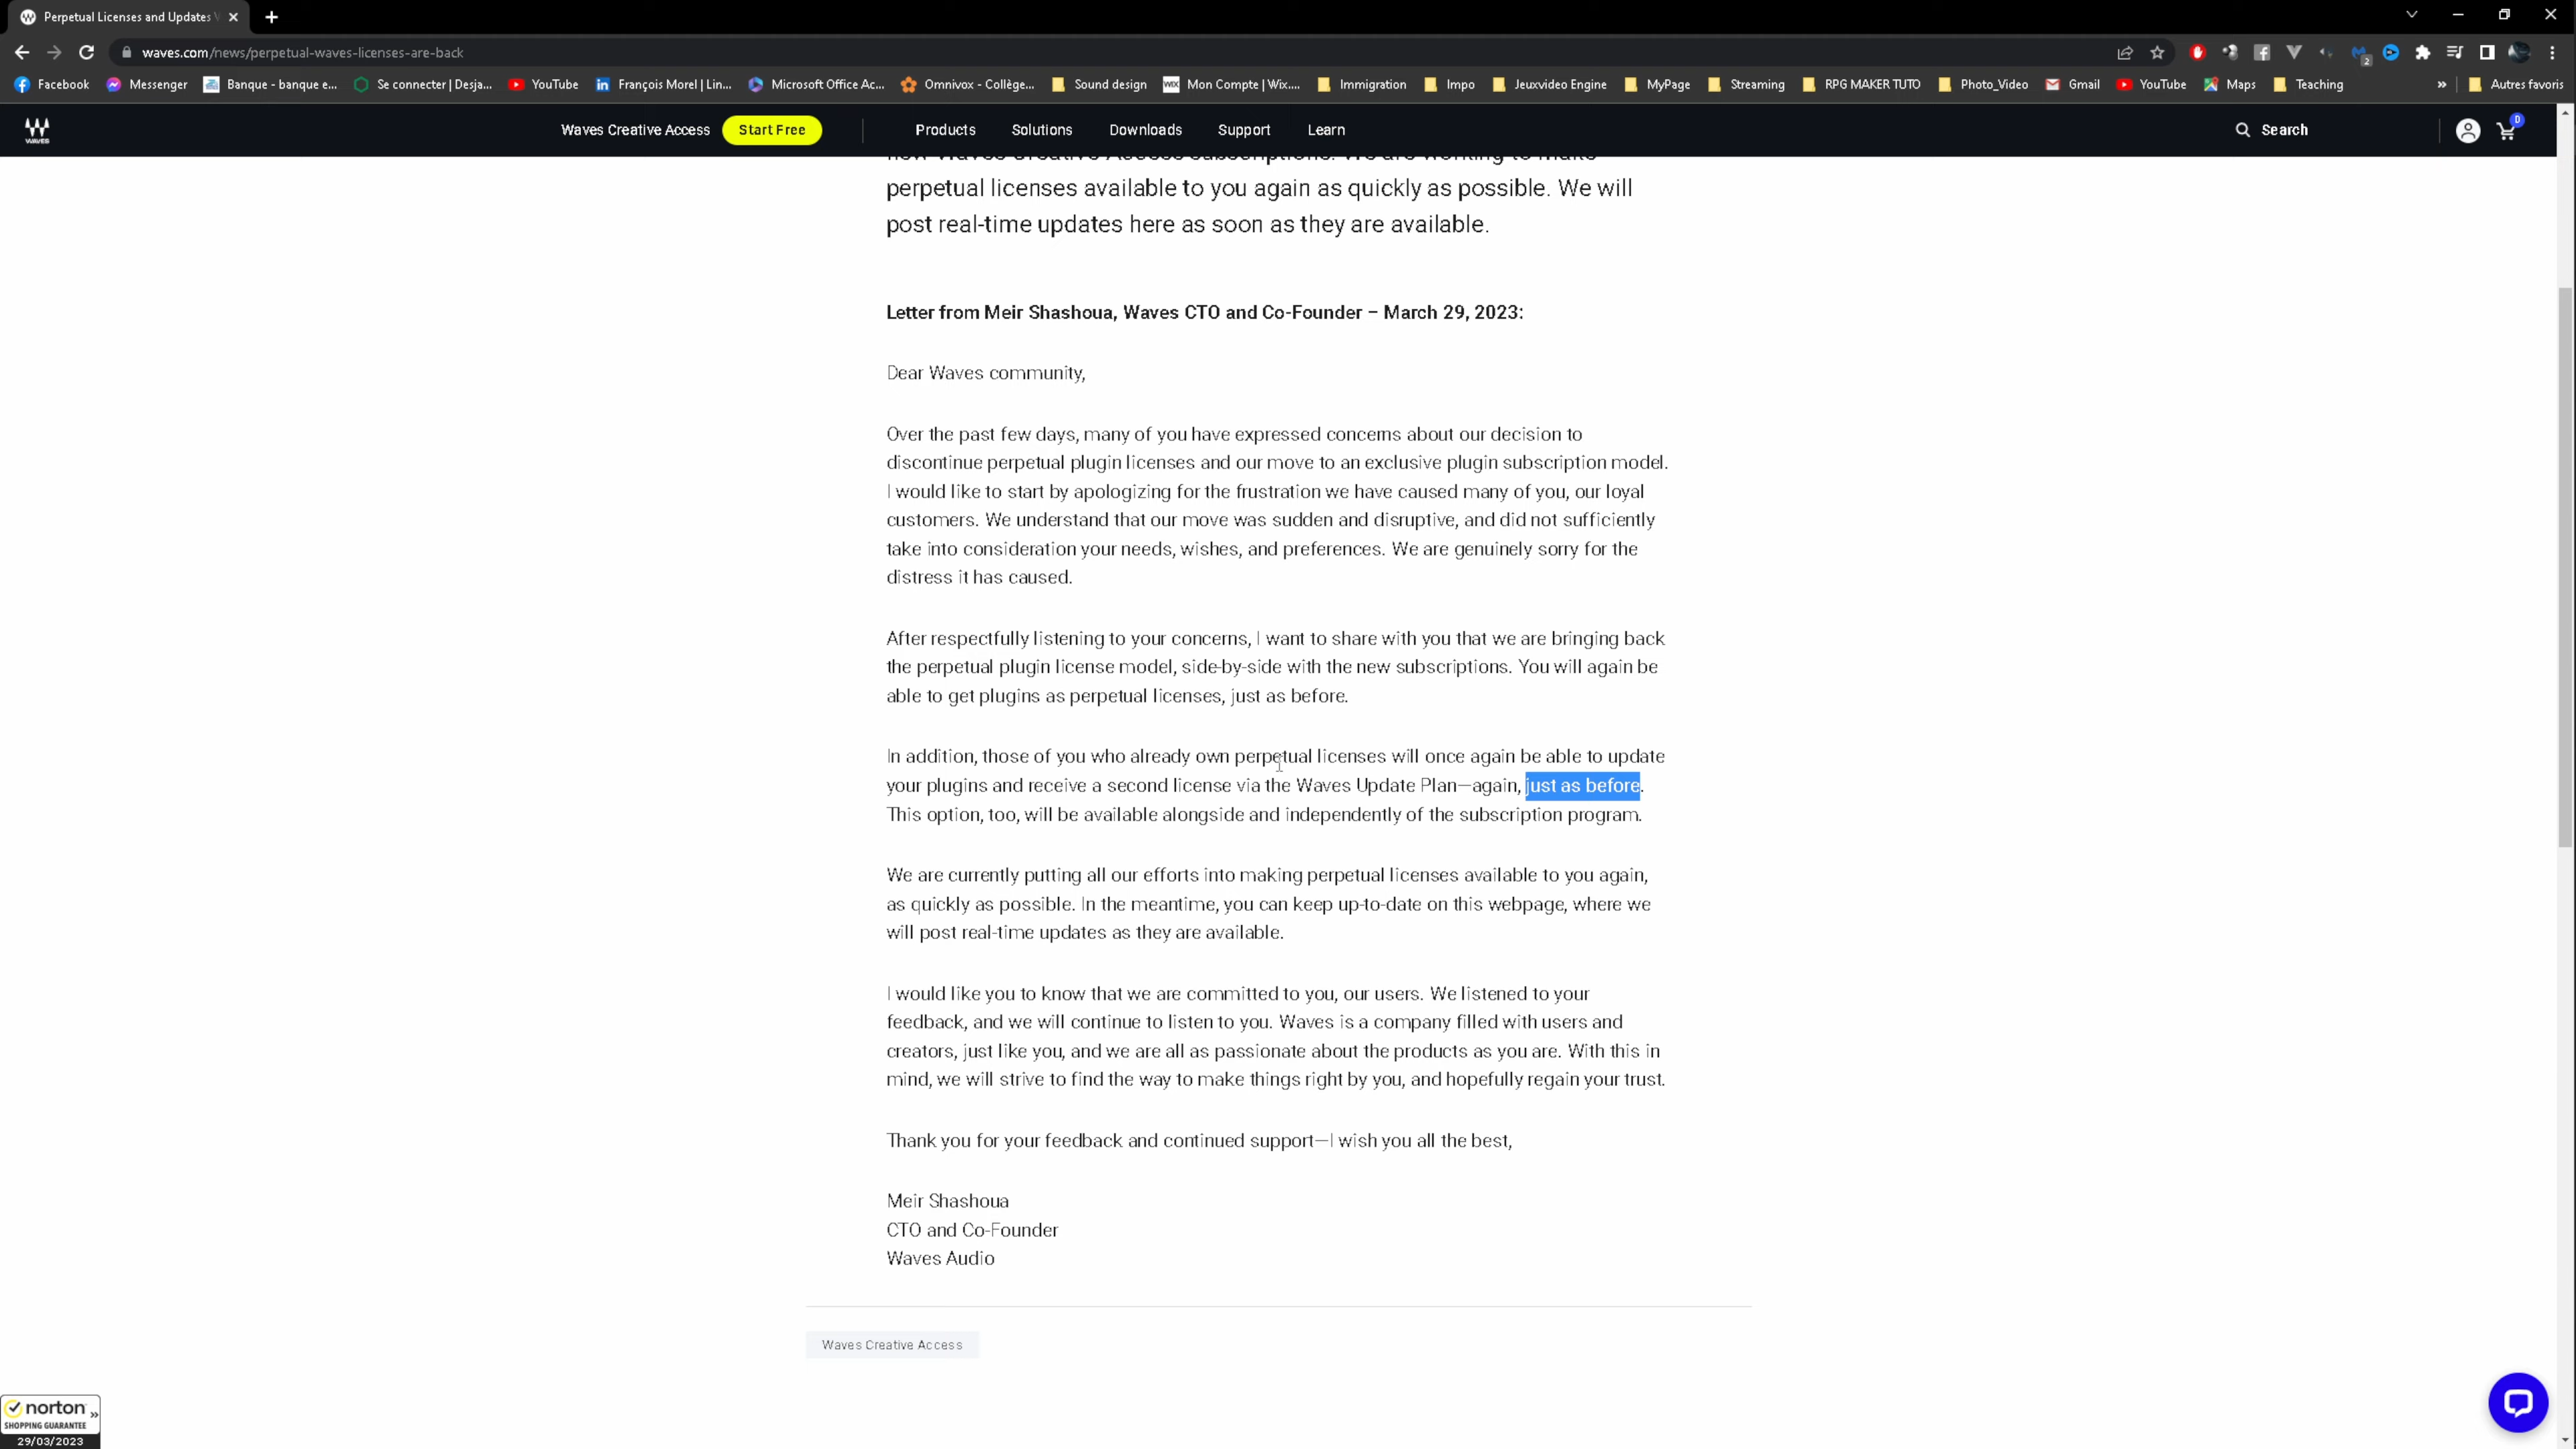 Perpetual Licenses and Updates
waves.com/news/perpetual-waves-licenses-are-back
2
Facebook Messenger Banque - banque e... Se connecter | Desja... YouTube François Morel | Lin... Microsoft Office Ac... Omnivox - Collège... Sound design Mon Compte | Wix.... Immigration Impo Jeuxvideo Engine MyPage Streaming RPG MAKER TUTO Photo_Video Gmail YouTube Maps Teaching » Autres favoris
WAVES Waves Creative Access Start Free Products Solutions Downloads Support Learn Search 0
new Waves Creative Access subscriptions. We are working to make
perpetual licenses available to you again as quickly as possible. We will
post real-time updates here as soon as they are available.
Letter from Meir Shashoua, Waves CTO and Co-Founder – March 29, 2023:
Dear Waves community,
Over the past few days, many of you have expressed concerns about our decision to
discontinue perpetual plugin licenses and our move to an exclusive plugin subscription model.
I would like to start by apologizing for the frustration we have caused many of you, our loyal
customers. We understand that our move was sudden and disruptive, and did not sufficiently
take into consideration your needs, wishes, and preferences. We are genuinely sorry for the
distress it has caused.
After respectfully listening to your concerns, I want to share with you that we are bringing back
the perpetual plugin license model, side-by-side with the new subscriptions. You will again be
able to get plugins as perpetual licenses, just as before.
In addition, those of you who already own perpetual licenses will once again be able to update
your plugins and receive a second license via the Waves Update Plan—again, just as before.
This option, too, will be available alongside and independently of the subscription program.
We are currently putting all our efforts into making perpetual licenses available to you again,
as quickly as possible. In the meantime, you can keep up-to-date on this webpage, where we
will post real-time updates as they are available.
I would like you to know that we are committed to you, our users. We listened to your
feedback, and we will continue to listen to you. Waves is a company filled with users and
creators, just like you, and we are all as passionate about the products as you are. With this in
mind, we will strive to find the way to make things right by you, and hopefully regain your trust.
Thank you for your feedback and continued support—I wish you all the best,
Meir Shashoua
CTO and Co-Founder
Waves Audio
Waves Creative Access
norton »
SHOPPING GUARANTEE
29/03/2023